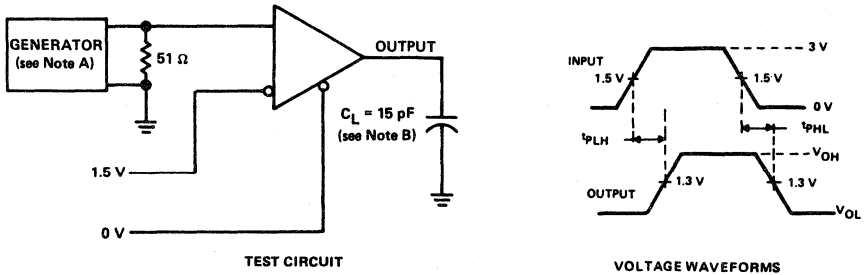 GENERATOR
(see Note A)
51 Ω
OUTPUT
C_L = 15 pF
(see Note B)
1.5 V
0 V
TEST CIRCUIT
INPUT
3 V
1.5 V
1.5 V
0 V
t_PLH
t_PHL
V_OH
1.3 V
1.3 V
OUTPUT
V_OL
VOLTAGE WAVEFORMS